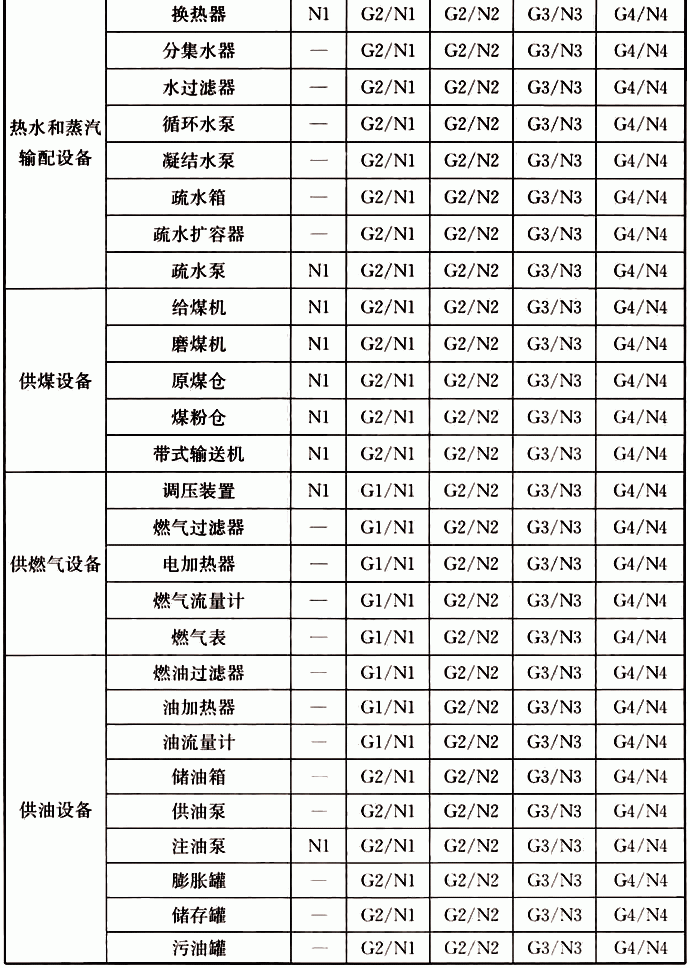 换热器 N1 G2/N1 G2/N2 G3/N3 G4/N4
分集水器 — G2/N1 G2/N2 G3/N3 G4/N4
水过滤器 — G2/N1 G2/N2 G3/N3 G4/N4
热水和蒸汽
输配设备
循环水泵 — G2/N1 G2/N2 G3/N3 G4/N4
凝结水泵 — G2/N1 G2/N2 G3/N3 G4/N4
疏水箱 — G2/N1 G2/N2 G3/N3 G4/N4
疏水扩容器 — G2/N1 G2/N2 G3/N3 G4/N4
疏水泵 N1 G2/N1 G2/N2 G3/N3 G4/N4
供煤设备
给煤机 N1 G2/N1 G2/N2 G3/N3 G4/N4
磨煤机 N1 G2/N1 G2/N2 G3/N3 G4/N4
原煤仓 N1 G2/N1 G2/N2 G3/N3 G4/N4
煤粉仓 N1 G2/N1 G2/N2 G3/N3 G4/N4
带式输送机 N1 G2/N1 G2/N2 G3/N3 G4/N4
供燃气设备
调压装置 N1 G1/N1 G2/N2 G3/N3 G4/N4
燃气过滤器 — G1/N1 G2/N2 G3/N3 G4/N4
电加热器 — G1/N1 G2/N2 G3/N3 G4/N4
燃气流量计 — G1/N1 G2/N2 G3/N3 G4/N4
燃气表 — G1/N1 G2/N2 G3/N3 G4/N4
供油设备
燃油过滤器 — G1/N1 G2/N2 G3/N3 G4/N4
油加热器 — G1/N1 G2/N2 G3/N3 G4/N4
油流量计 — G1/N1 G2/N2 G3/N3 G4/N4
储油箱 — G2/N1 G2/N2 G3/N3 G4/N4
供油泵 — G2/N1 G2/N2 G3/N3 G4/N4
注油泵 N1 G2/N1 G2/N2 G3/N3 G4/N4
膨胀罐 — G2/N1 G2/N2 G3/N3 G4/N4
储存罐 — G2/N1 G2/N2 G3/N3 G4/N4
污油罐 — G2/N1 G2/N2 G3/N3 G4/N4